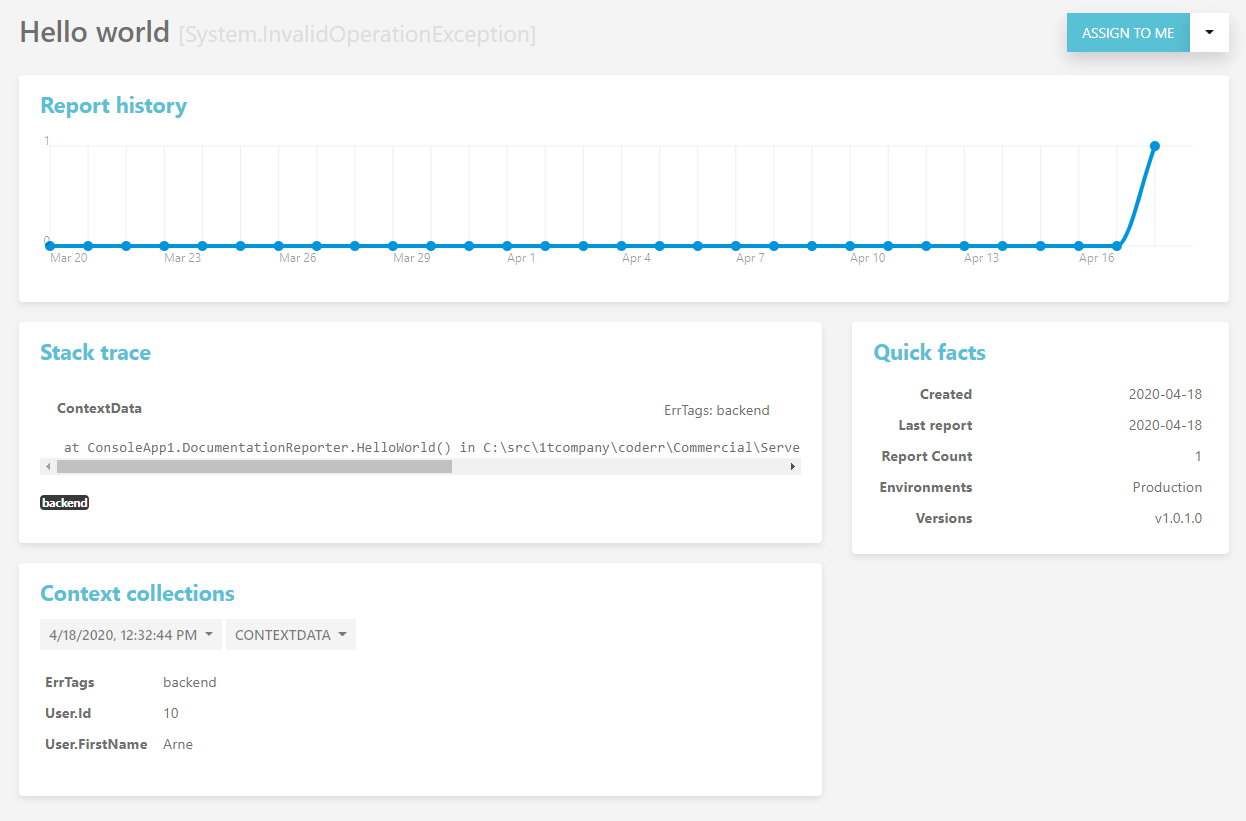 Hello world [System.InvalidOperationException]
ASSIGN TO ME
Report history
1
0
Mar 20 Mar 23 Mar 26 Mar 29 Apr 1 Apr 4 Apr 7 Apr 10 Apr 13 Apr 16
Stack trace
ContextData
ErrTags: backend
at ConsoleApp1.DocumentationReporter.HelloWorld() in C:\src\1tcompany\coderr\Commercial\Serve
backend
Quick facts
Created 2020-04-18
Last report 2020-04-18
Report Count 1
Environments Production
Versions v1.0.1.0
Context collections
4/18/2020, 12:32:44 PM CONTEXTDATA
ErrTags backend
User.Id 10
User.FirstName Arne